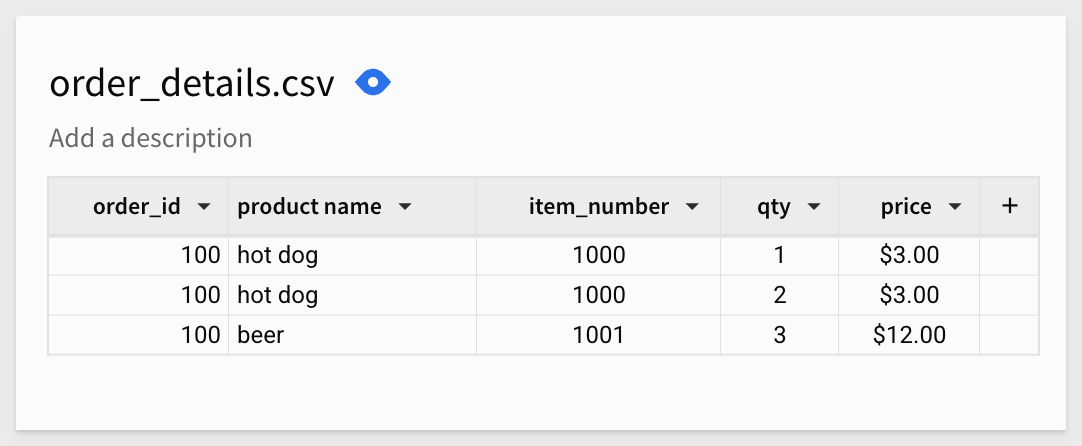 order_details.csv
Add a description
order_id product name item_number qty price +
100 hot dog 1000 1 $3.00
100 hot dog 1000 2 $3.00
100 beer 1001 3 $12.00